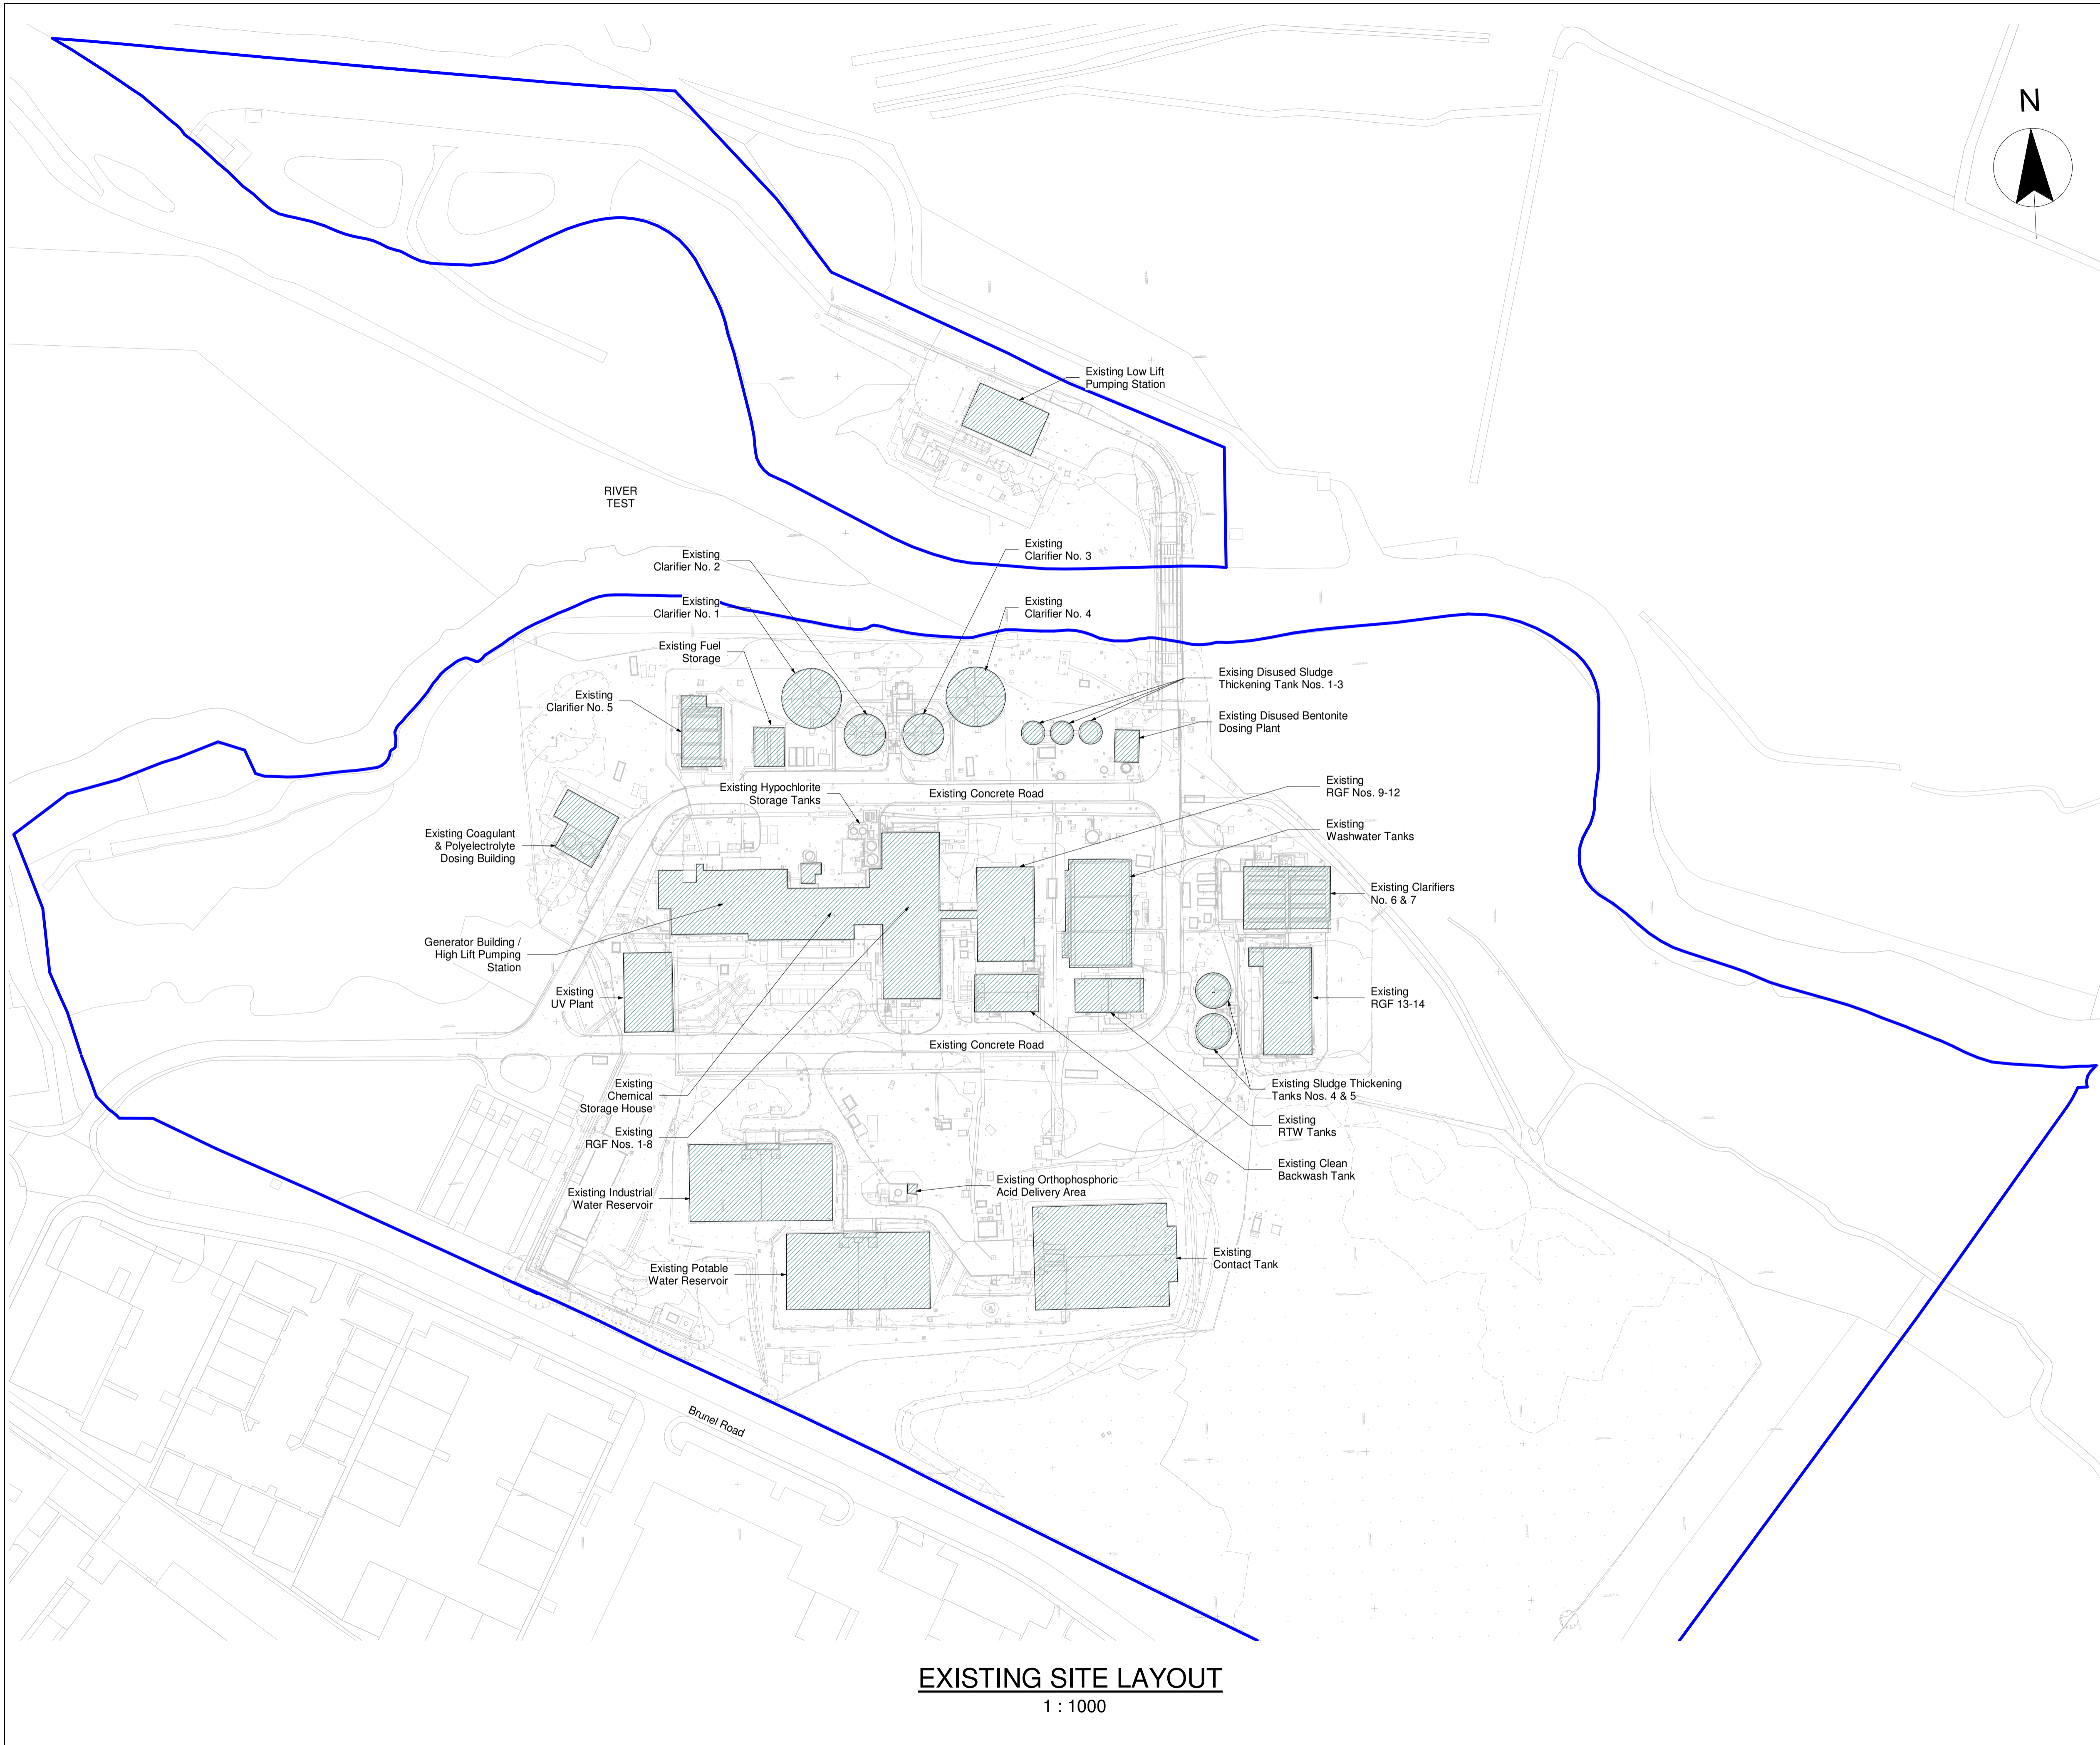 N
Existing Low Lift
Pumping Station
RIVER
TEST
Existing
Clarifier No. 3
Existing
Clarifier No. 2
Existing
Clarifier No. 1
Existing
Clarifier No. 4
Existing Fuel
Storage
Exising Disused Sludge
Thickening Tank Nos. 1-3
Existing
Clarifier No. 5
Existing Disused Bentonite
Dosing Plant
Existing Hypochlorite
Storage Tanks
Existing Concrete Road
Existing
RGF Nos. 9-12
Existing
Washwater Tanks
Existing Coagulant
& Polyelectrolyte
Dosing Building
Existing Clarifiers
No. 6 & 7
Generator Building /
High Lift Pumping
Station
Existing
UV Plant
Existing
RGF 13-14
Existing Concrete Road
Existing
Chemical
Storage House
Existing Sludge Thickening
Tanks Nos. 4 & 5
Existing
RGF Nos. 1-8
Existing
RTW Tanks
Existing Clean
Backwash Tank
Existing Industrial
Water Reservoir
Existing Orthophosphoric
Acid Delivery Area
Existing Potable
Water Reservoir
Existing
Contact Tank
Brunel Road
EXISTING SITE LAYOUT
1 : 1000